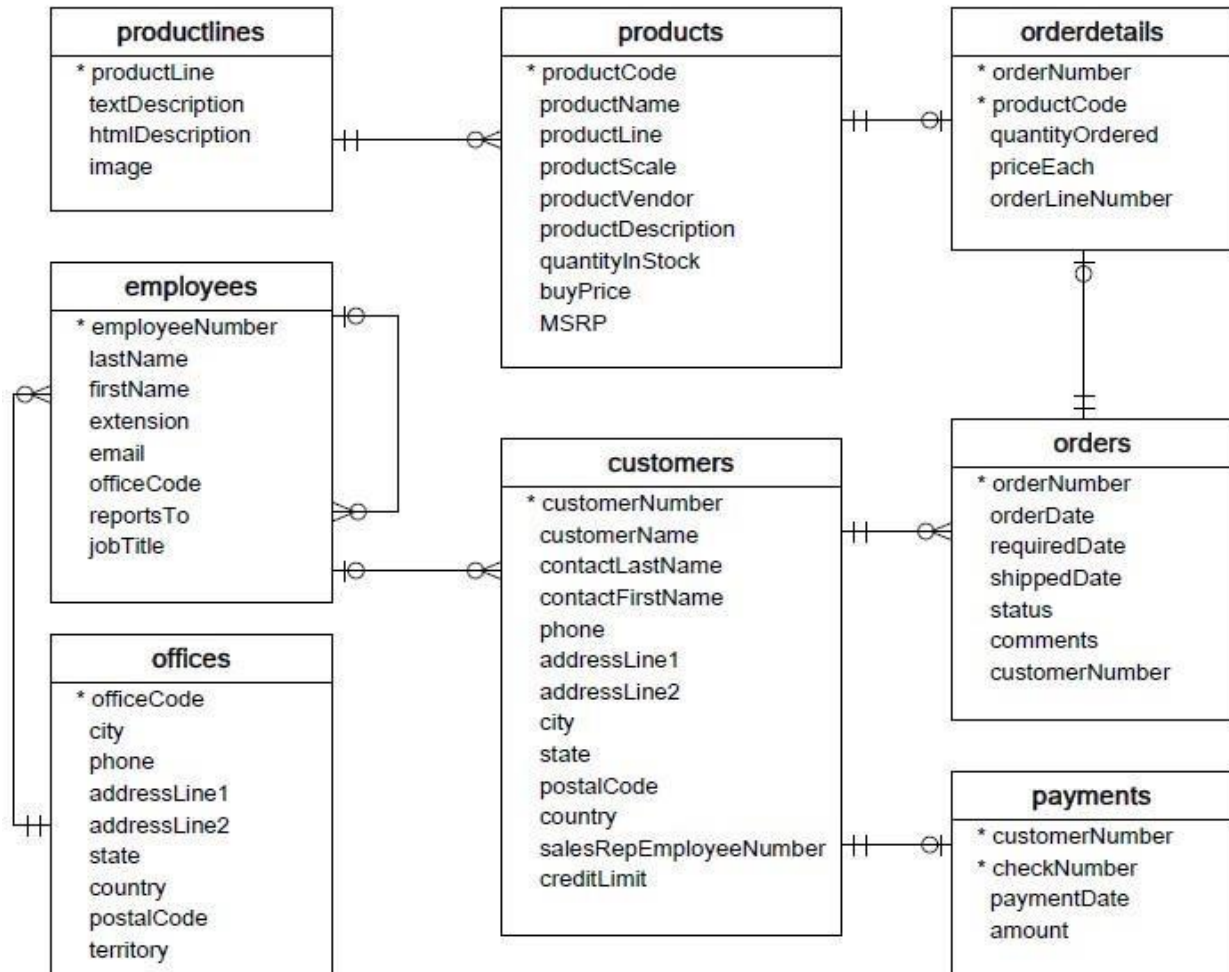 productlines
* productLine
textDescription
htmlDescription
image
products
* productCode
productName
productLine
productScale
productVendor
productDescription
quantityInStock
buyPrice
MSRP
orderdetails
* orderNumber
* productCode
quantityOrdered
priceEach
orderLineNumber
employees
* employeeNumber
lastName
firstName
extension
email
officeCode
reportsTo
jobTitle
customers
* customerNumber
customerName
contactLastName
contactFirstName
phone
addressLine1
addressLine2
city
state
postalCode
country
salesRepEmployeeNumber
creditLimit
orders
* orderNumber
orderDate
requiredDate
shippedDate
status
comments
customerNumber
offices
* officeCode
city
phone
addressLine1
addressLine2
state
country
postalCode
territory
payments
* customerNumber
* checkNumber
paymentDate
amount